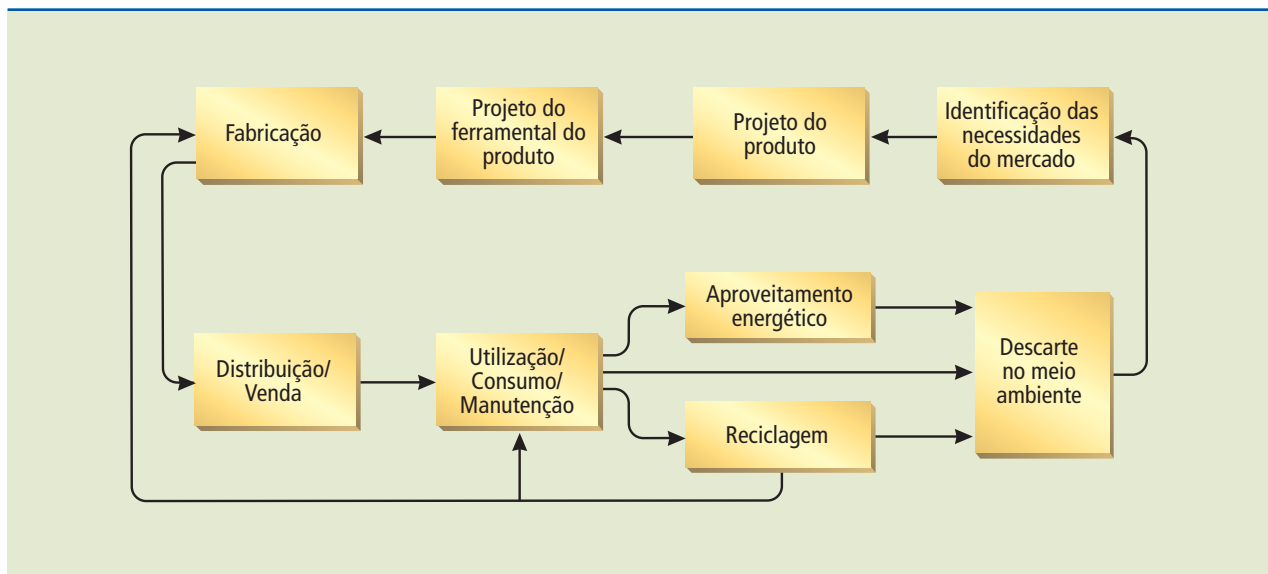 Fabricação
Projeto do
ferramental do
produto
Projeto do
produto
Identificação das
necessidades
do mercado
Distribuição/
Venda
Utilização/
Consumo/
Manutenção
Aproveitamento
energético
Reciclagem
Descarte
no meio
ambiente